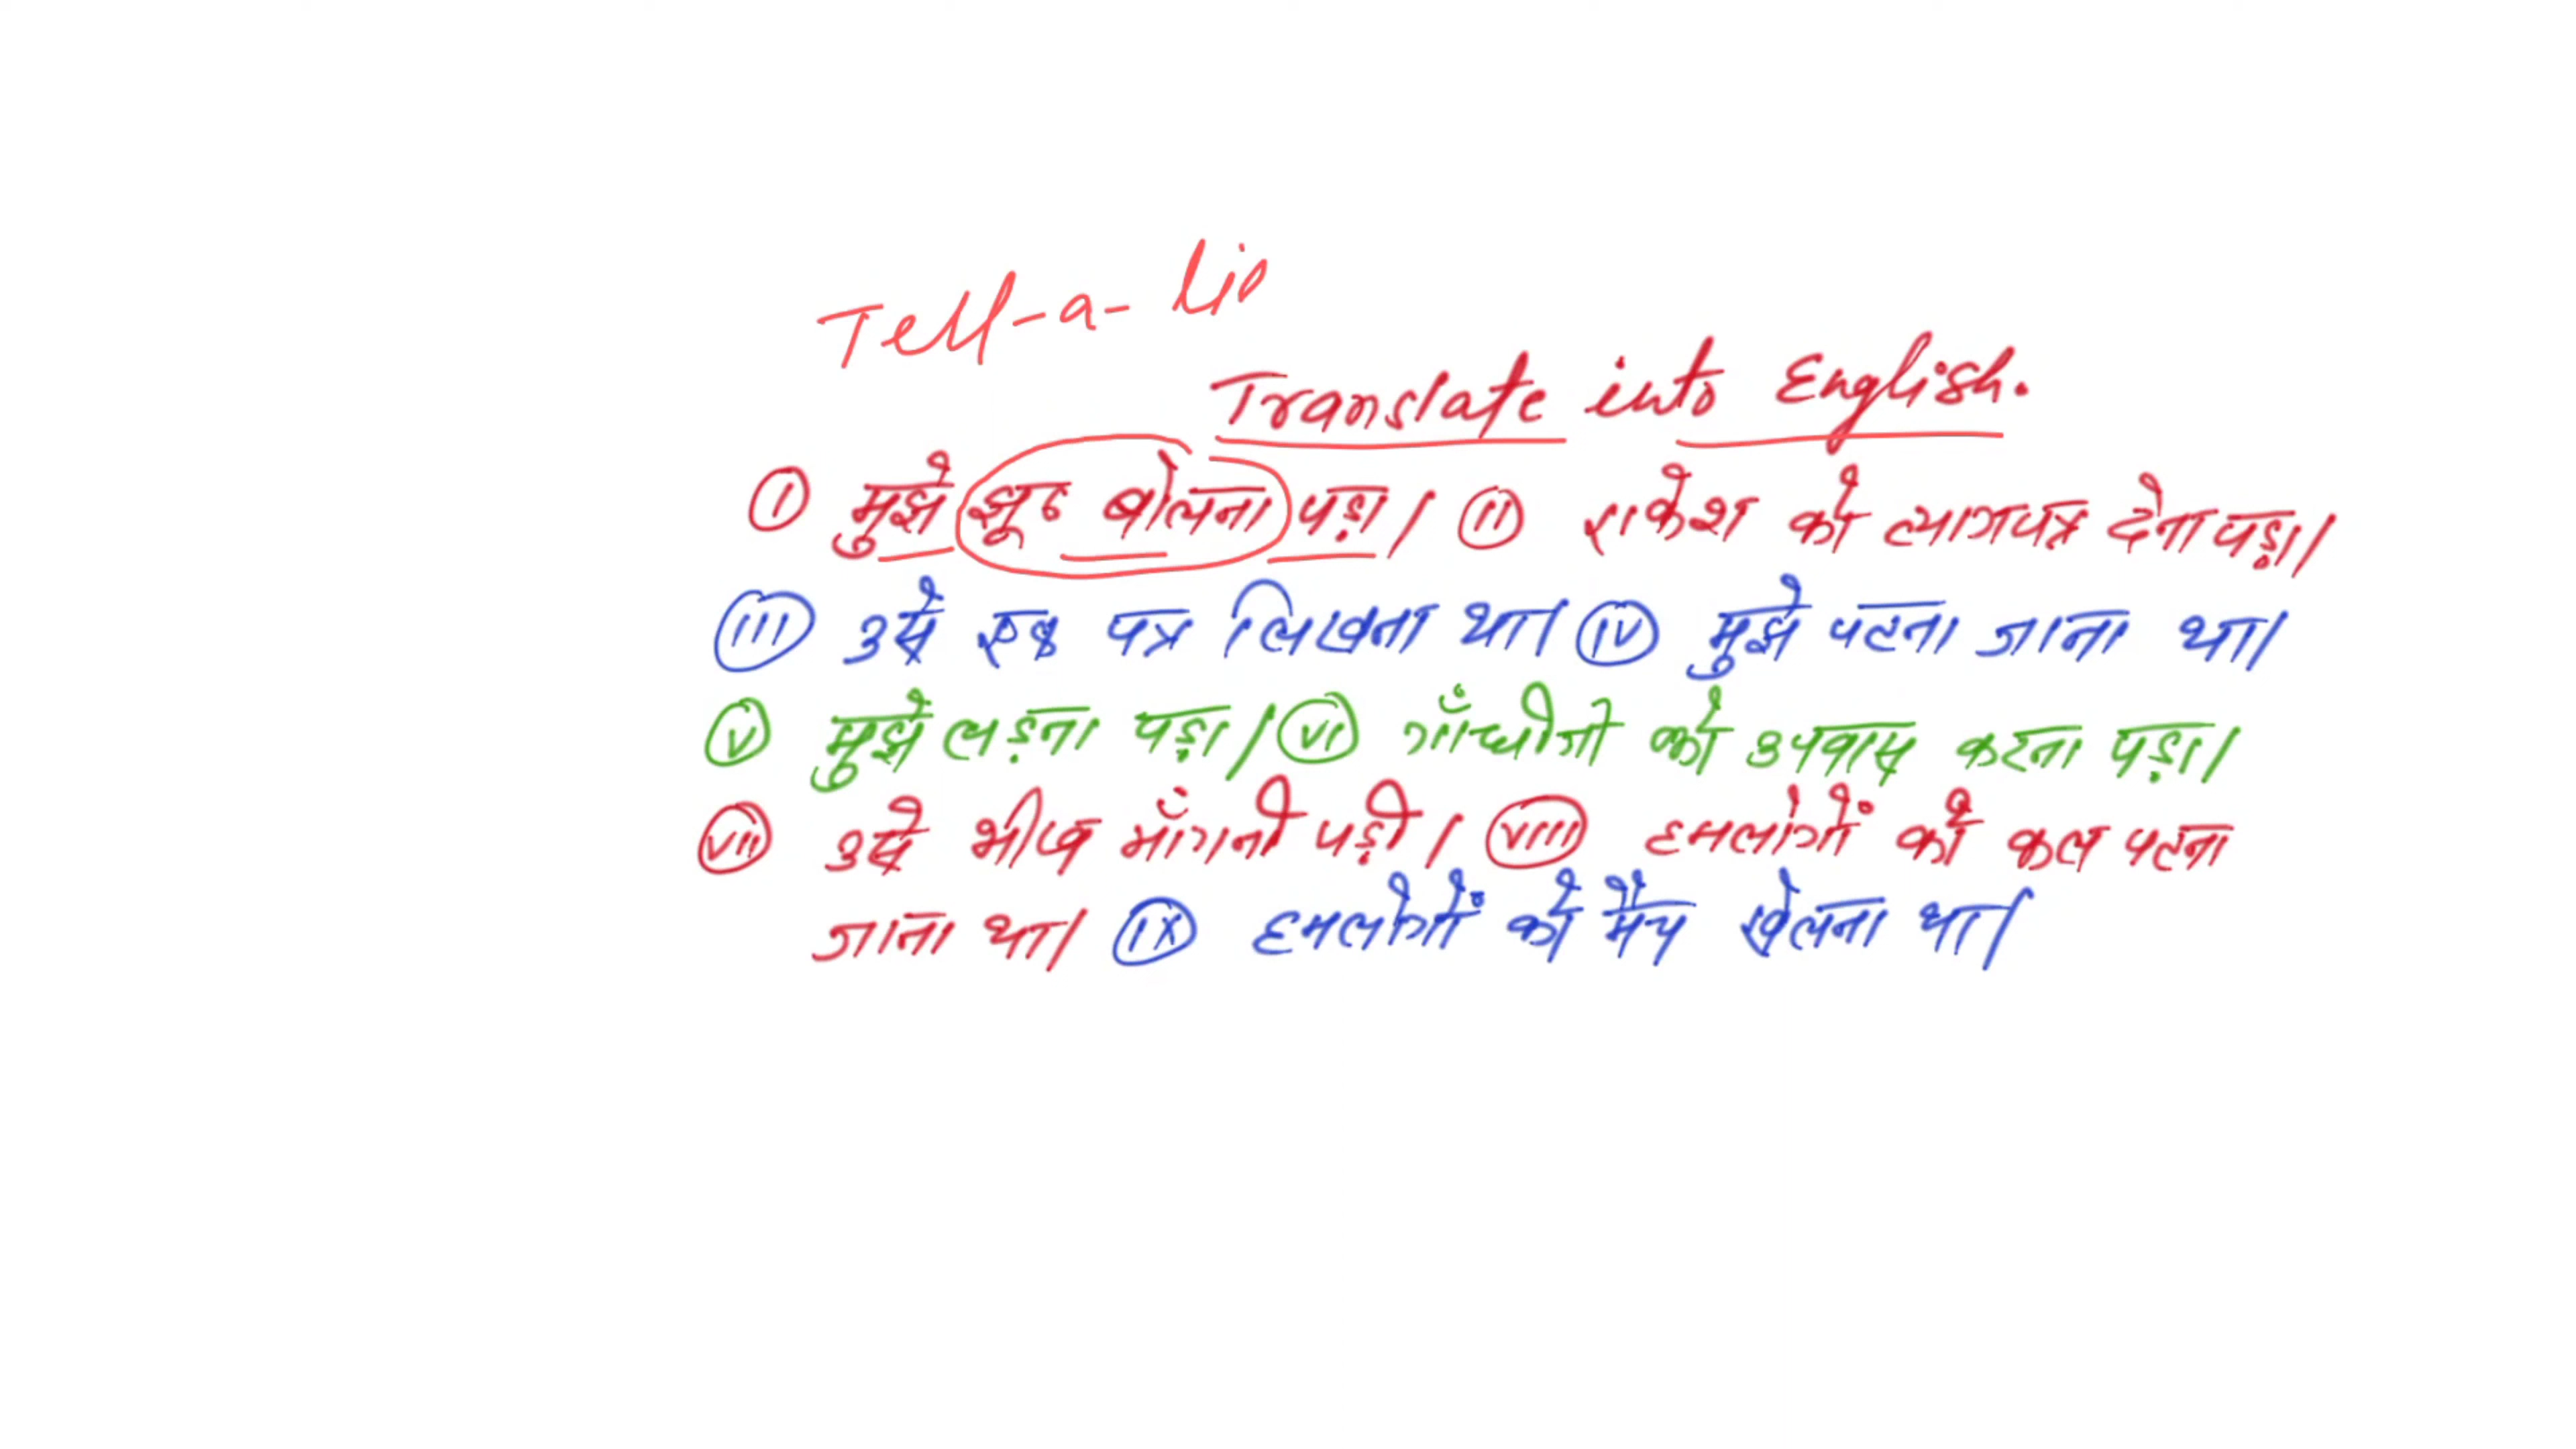 Tell-a-lie
Translate into English.
(i) मुझे झूठ बोलना पड़ा। (ii) राकेश को त्यागपत्र देना पड़ा।
(iii) उसे एक पत्र लिखना था। (iv) मुझे पटना जाना था।
(v) मुझे लड़ना पड़ा। (vi) गाँधीजी को उपवास करना पड़ा।
(vii) उसे भीख माँगनी पड़ी। (viii) हमलोगों को कल पटना
जाना था। (ix) हमलोगों को मैच खेलना था।